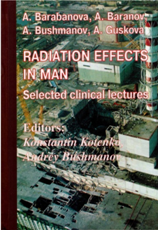 A. Barabanova, A. Baranov,
A. Bushmanov, A. Guskova
RADIATION EFFECTS
IN MAN
Selected clinical lectures
Editors:
Konstantin Kotenko
Andrey Bushmanov